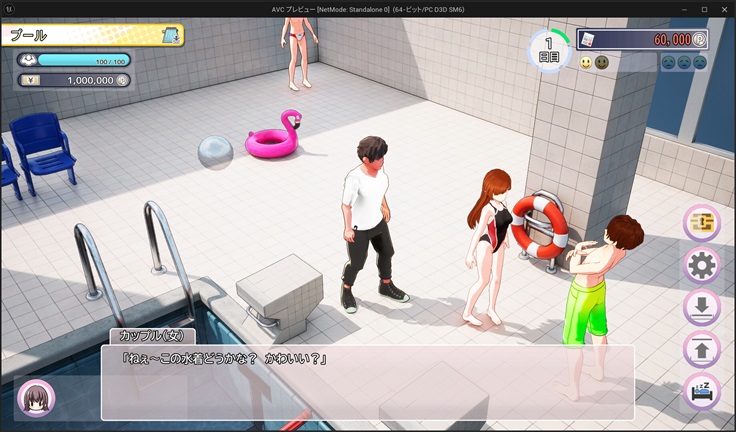 AVC プレビュー [NetMode: Standalone 0] (64-ビット/PC D3D SM6)
プール
100 / 100
¥ 1,000,000 P
1
日目
60,000 P
カップル(女)
「ねぇ～この水着どうかな？ かわいい？」
zZZ